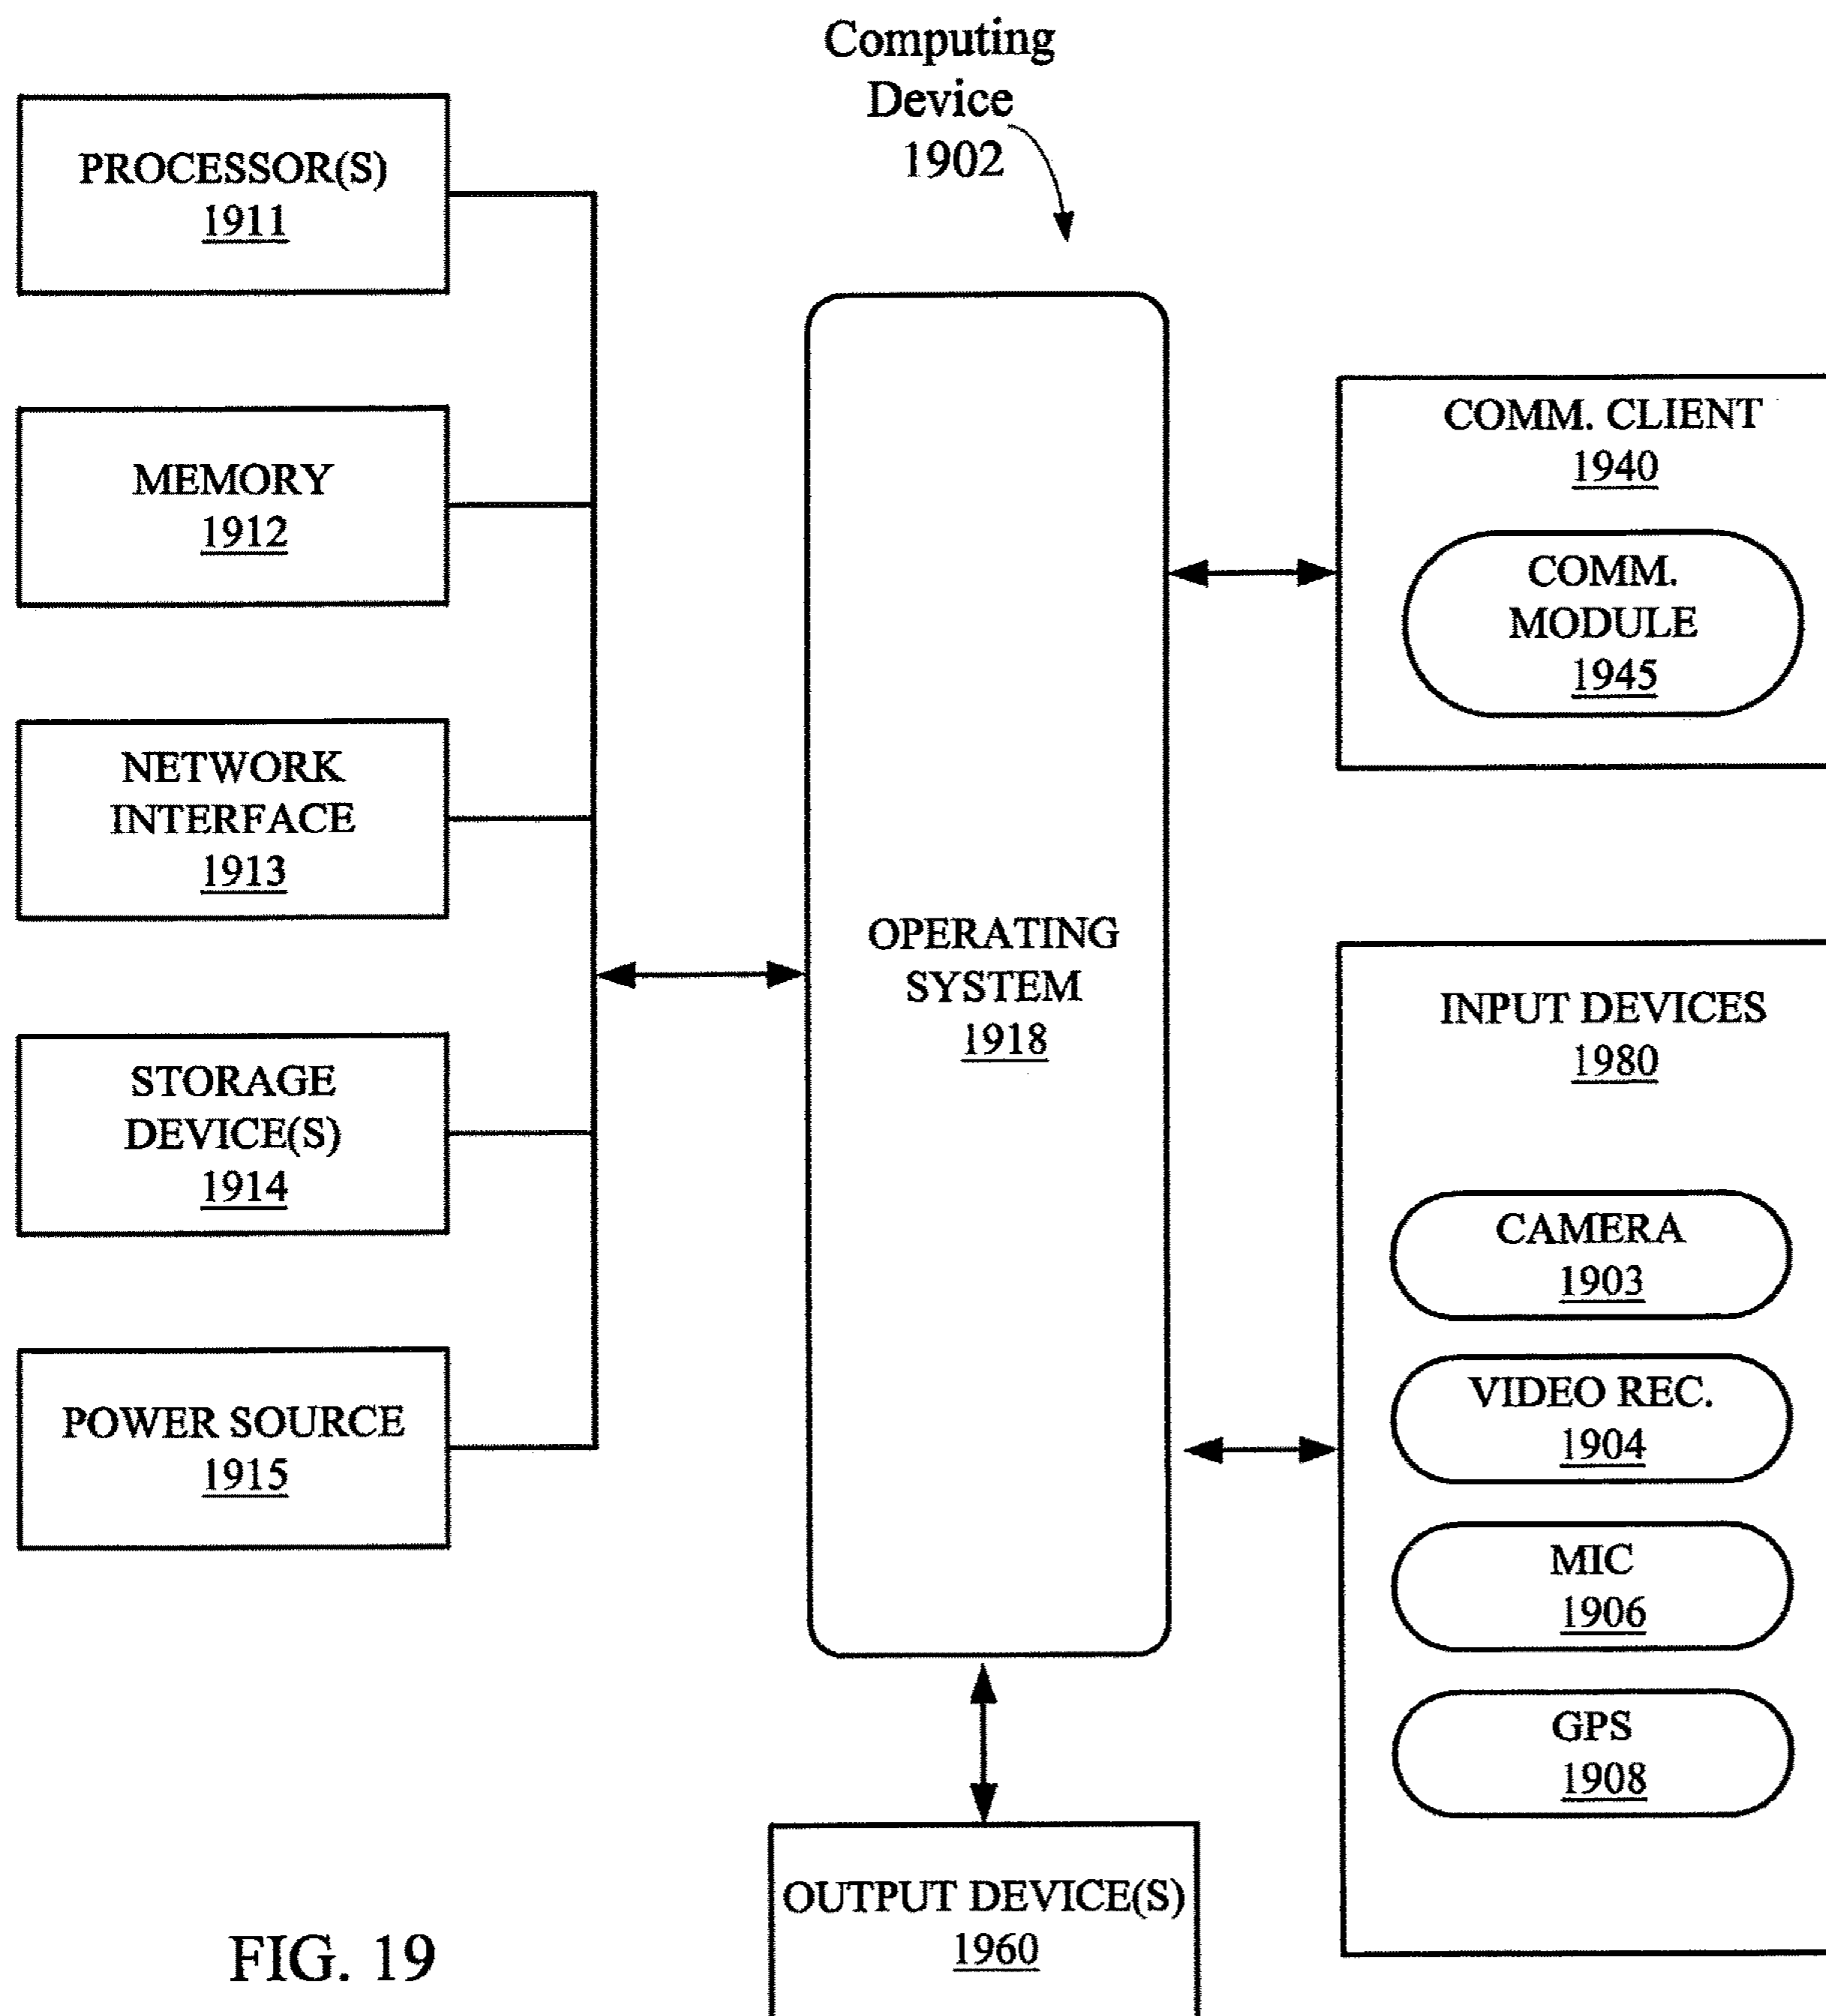 Computing
Device
1902
PROCESSOR(S)
1911
MEMORY
1912
NETWORK
INTERFACE
1913
STORAGE
DEVICE(S)
1914
POWER SOURCE
1915
OPERATING
SYSTEM
1918
COMM. CLIENT
1940
COMM.
MODULE
1945
INPUT DEVICES
1980
CAMERA
1903
VIDEO REC.
1904
MIC
1906
GPS
1908
OUTPUT DEVICE(S)
1960
FIG. 19